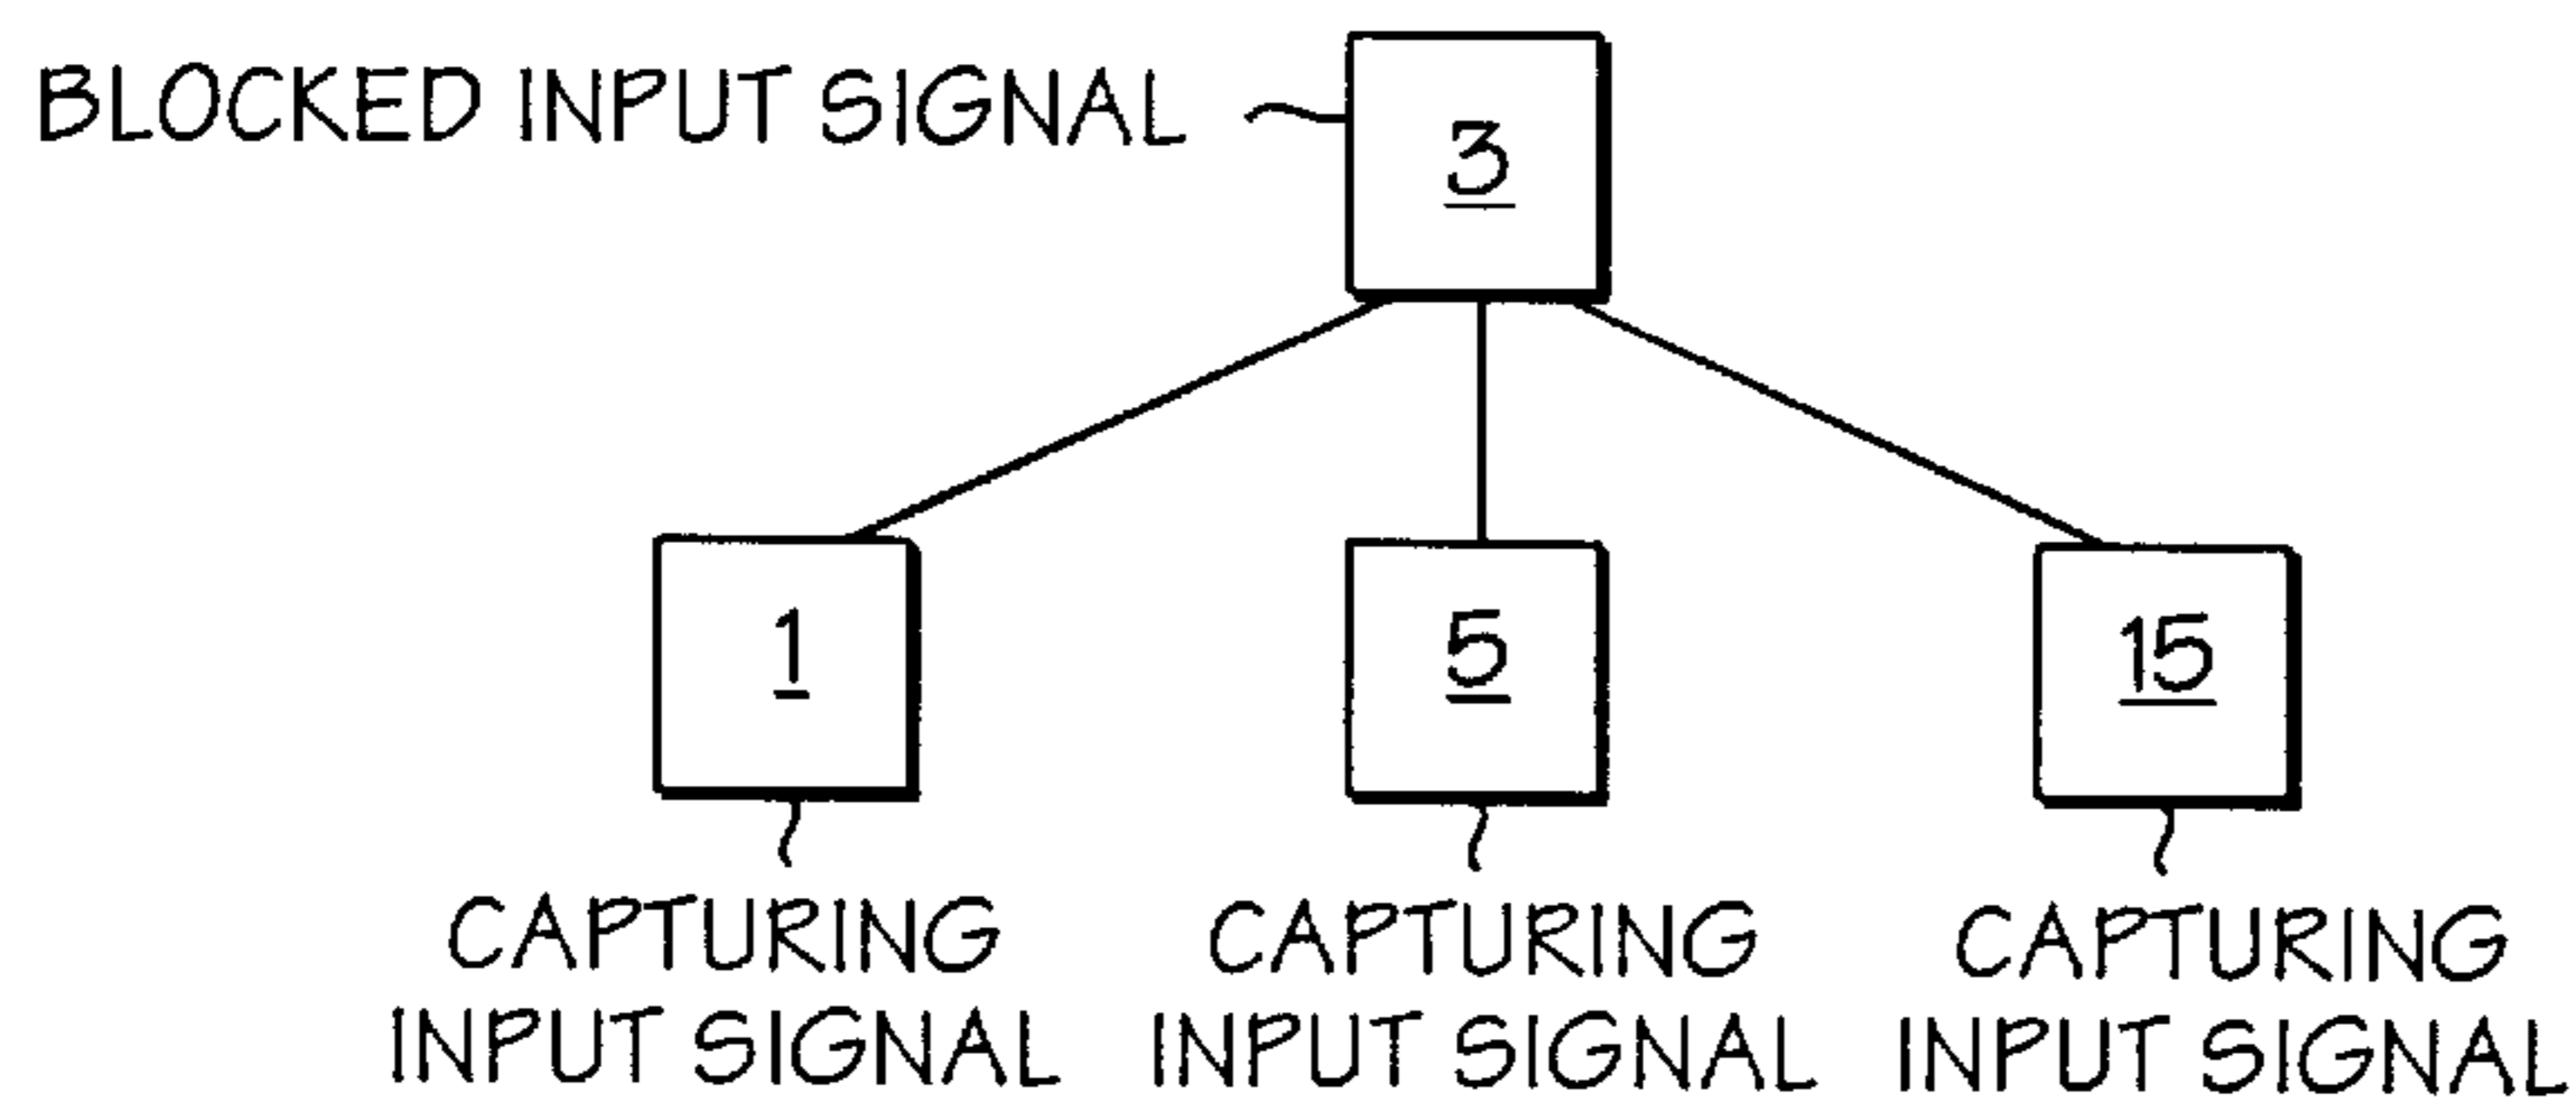 BLOCKED INPUT SIGNAL
3
1
5
15
CAPTURING
INPUT SIGNAL
CAPTURING
INPUT SIGNAL
CAPTURING
INPUT SIGNAL